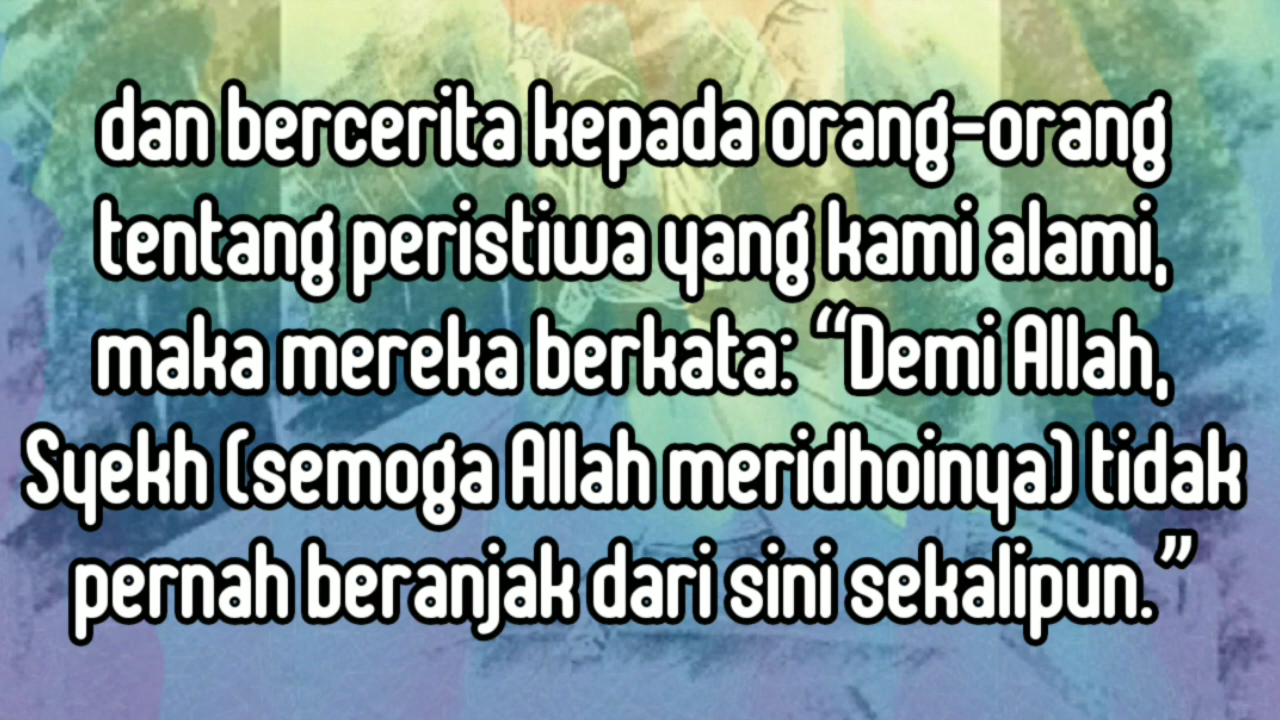 dan bercerita kepada orang-orang
tentang peristiwa yang kami alami,
maka mereka berkata: “Demi Allah,
Syekh (semoga Allah meridhoinya) tidak
pernah beranjak dari sini sekalipun.”